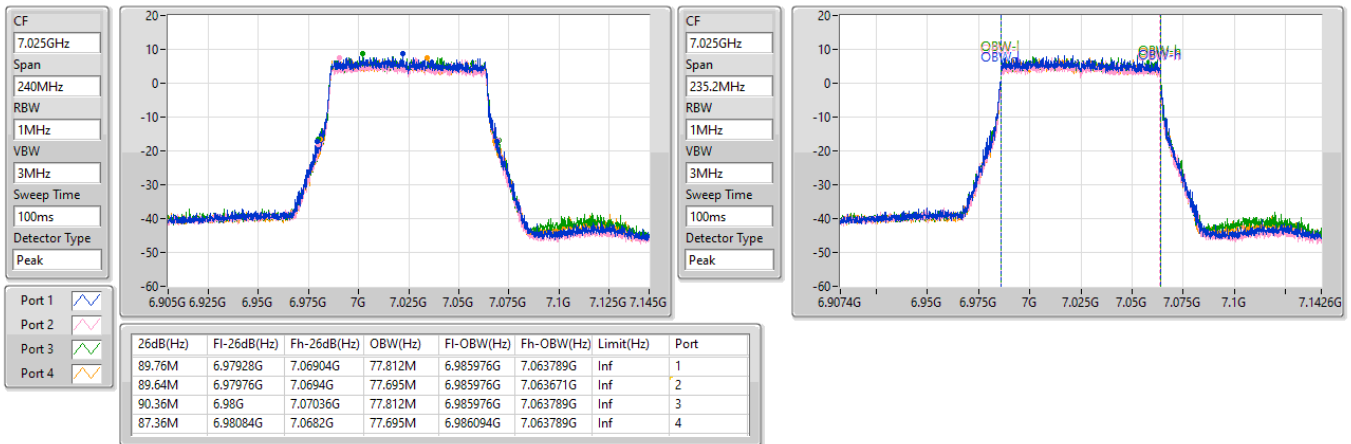 CF
7.025GHz
Span
240MHz
RBW
1MHz
VBW
3MHz
Sweep Time
100ms
Detector Type
Peak
20
10
0
-10
-20
-30
-40
-50
-60
6.905G 6.925G 6.95G 6.975G 7G 7.025G 7.05G 7.075G 7.1G 7.125G 7.145G
CF
7.025GHz
Span
235.2MHz
RBW
1MHz
VBW
3MHz
Sweep Time
100ms
Detector Type
Peak
20
10
0
-10
-20
-30
-40
-50
-60
OBW-l
OBW-h
6.9074G 6.95G 6.975G 7G 7.025G 7.05G 7.075G 7.1G 7.1426G
Port 1
Port 2
Port 3
Port 4
26dB(Hz) Fl-26dB(Hz) Fh-26dB(Hz) OBW(Hz) Fl-OBW(Hz) Fh-OBW(Hz) Limit(Hz) Port
89.76M 6.97928G 7.06904G 77.812M 6.985976G 7.063789G Inf 1
89.64M 6.97976G 7.0694G 77.695M 6.985976G 7.063671G Inf 2
90.36M 6.98G 7.07036G 77.812M 6.985976G 7.063789G Inf 3
87.36M 6.98084G 7.0682G 77.695M 6.986094G 7.063789G Inf 4